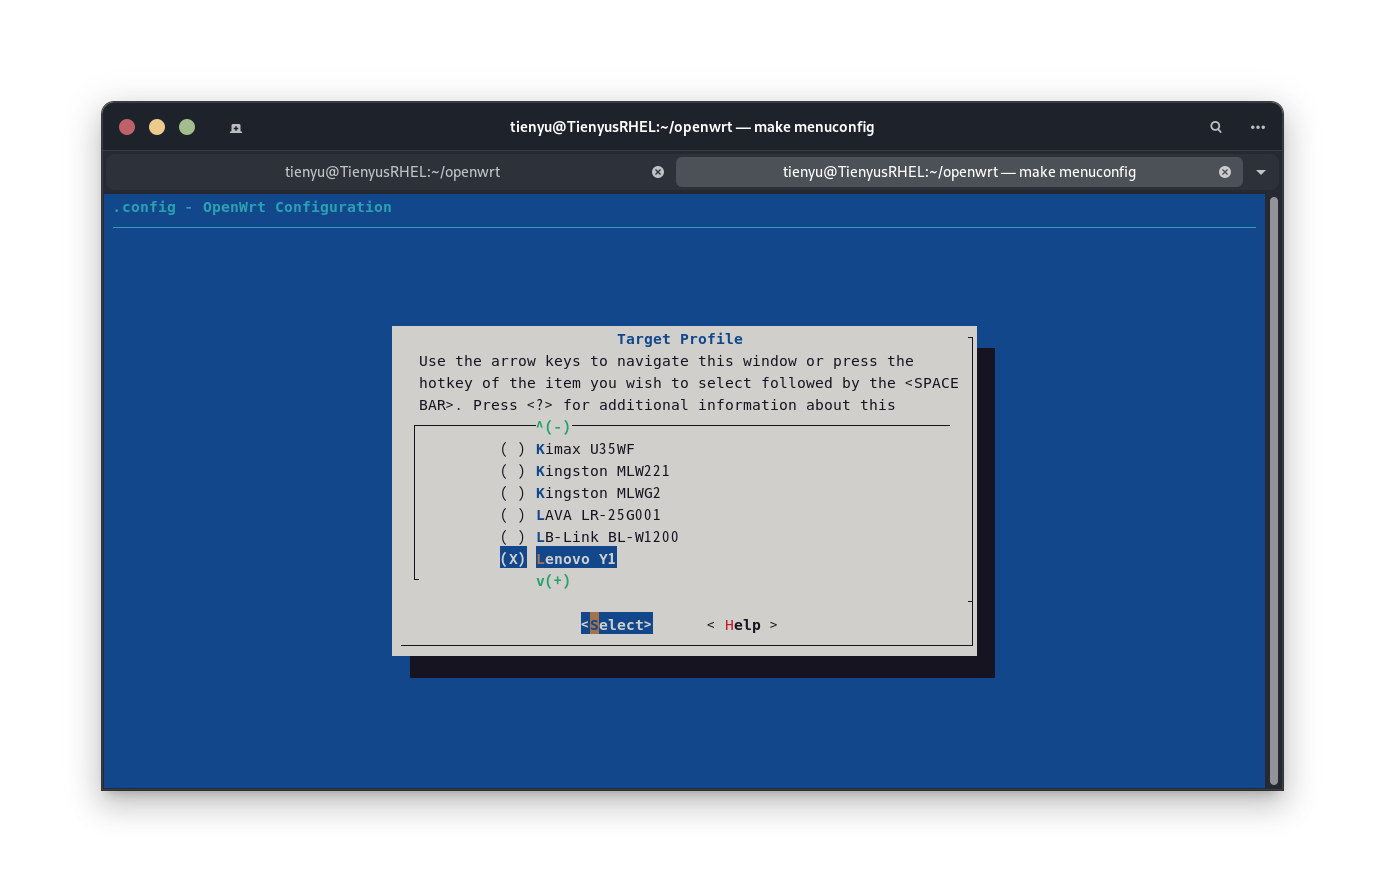 tienyu@TienyusRHEL:~/openwrt — make menuconfig
tienyu@TienyusRHEL:~/openwrt
tienyu@TienyusRHEL:~/openwrt — make menuconfig
.config - OpenWrt Configuration
Target Profile
Use the arrow keys to navigate this window or press the
hotkey of the item you wish to select followed by the <SPACE
BAR>. Press <?> for additional information about this
^(-)
( ) Kimax U35WF
( ) Kingston MLW221
( ) Kingston MLWG2
( ) LAVA LR-25G001
( ) LB-Link BL-W1200
(X) Lenovo Y1
v(+)
<Select> < Help >